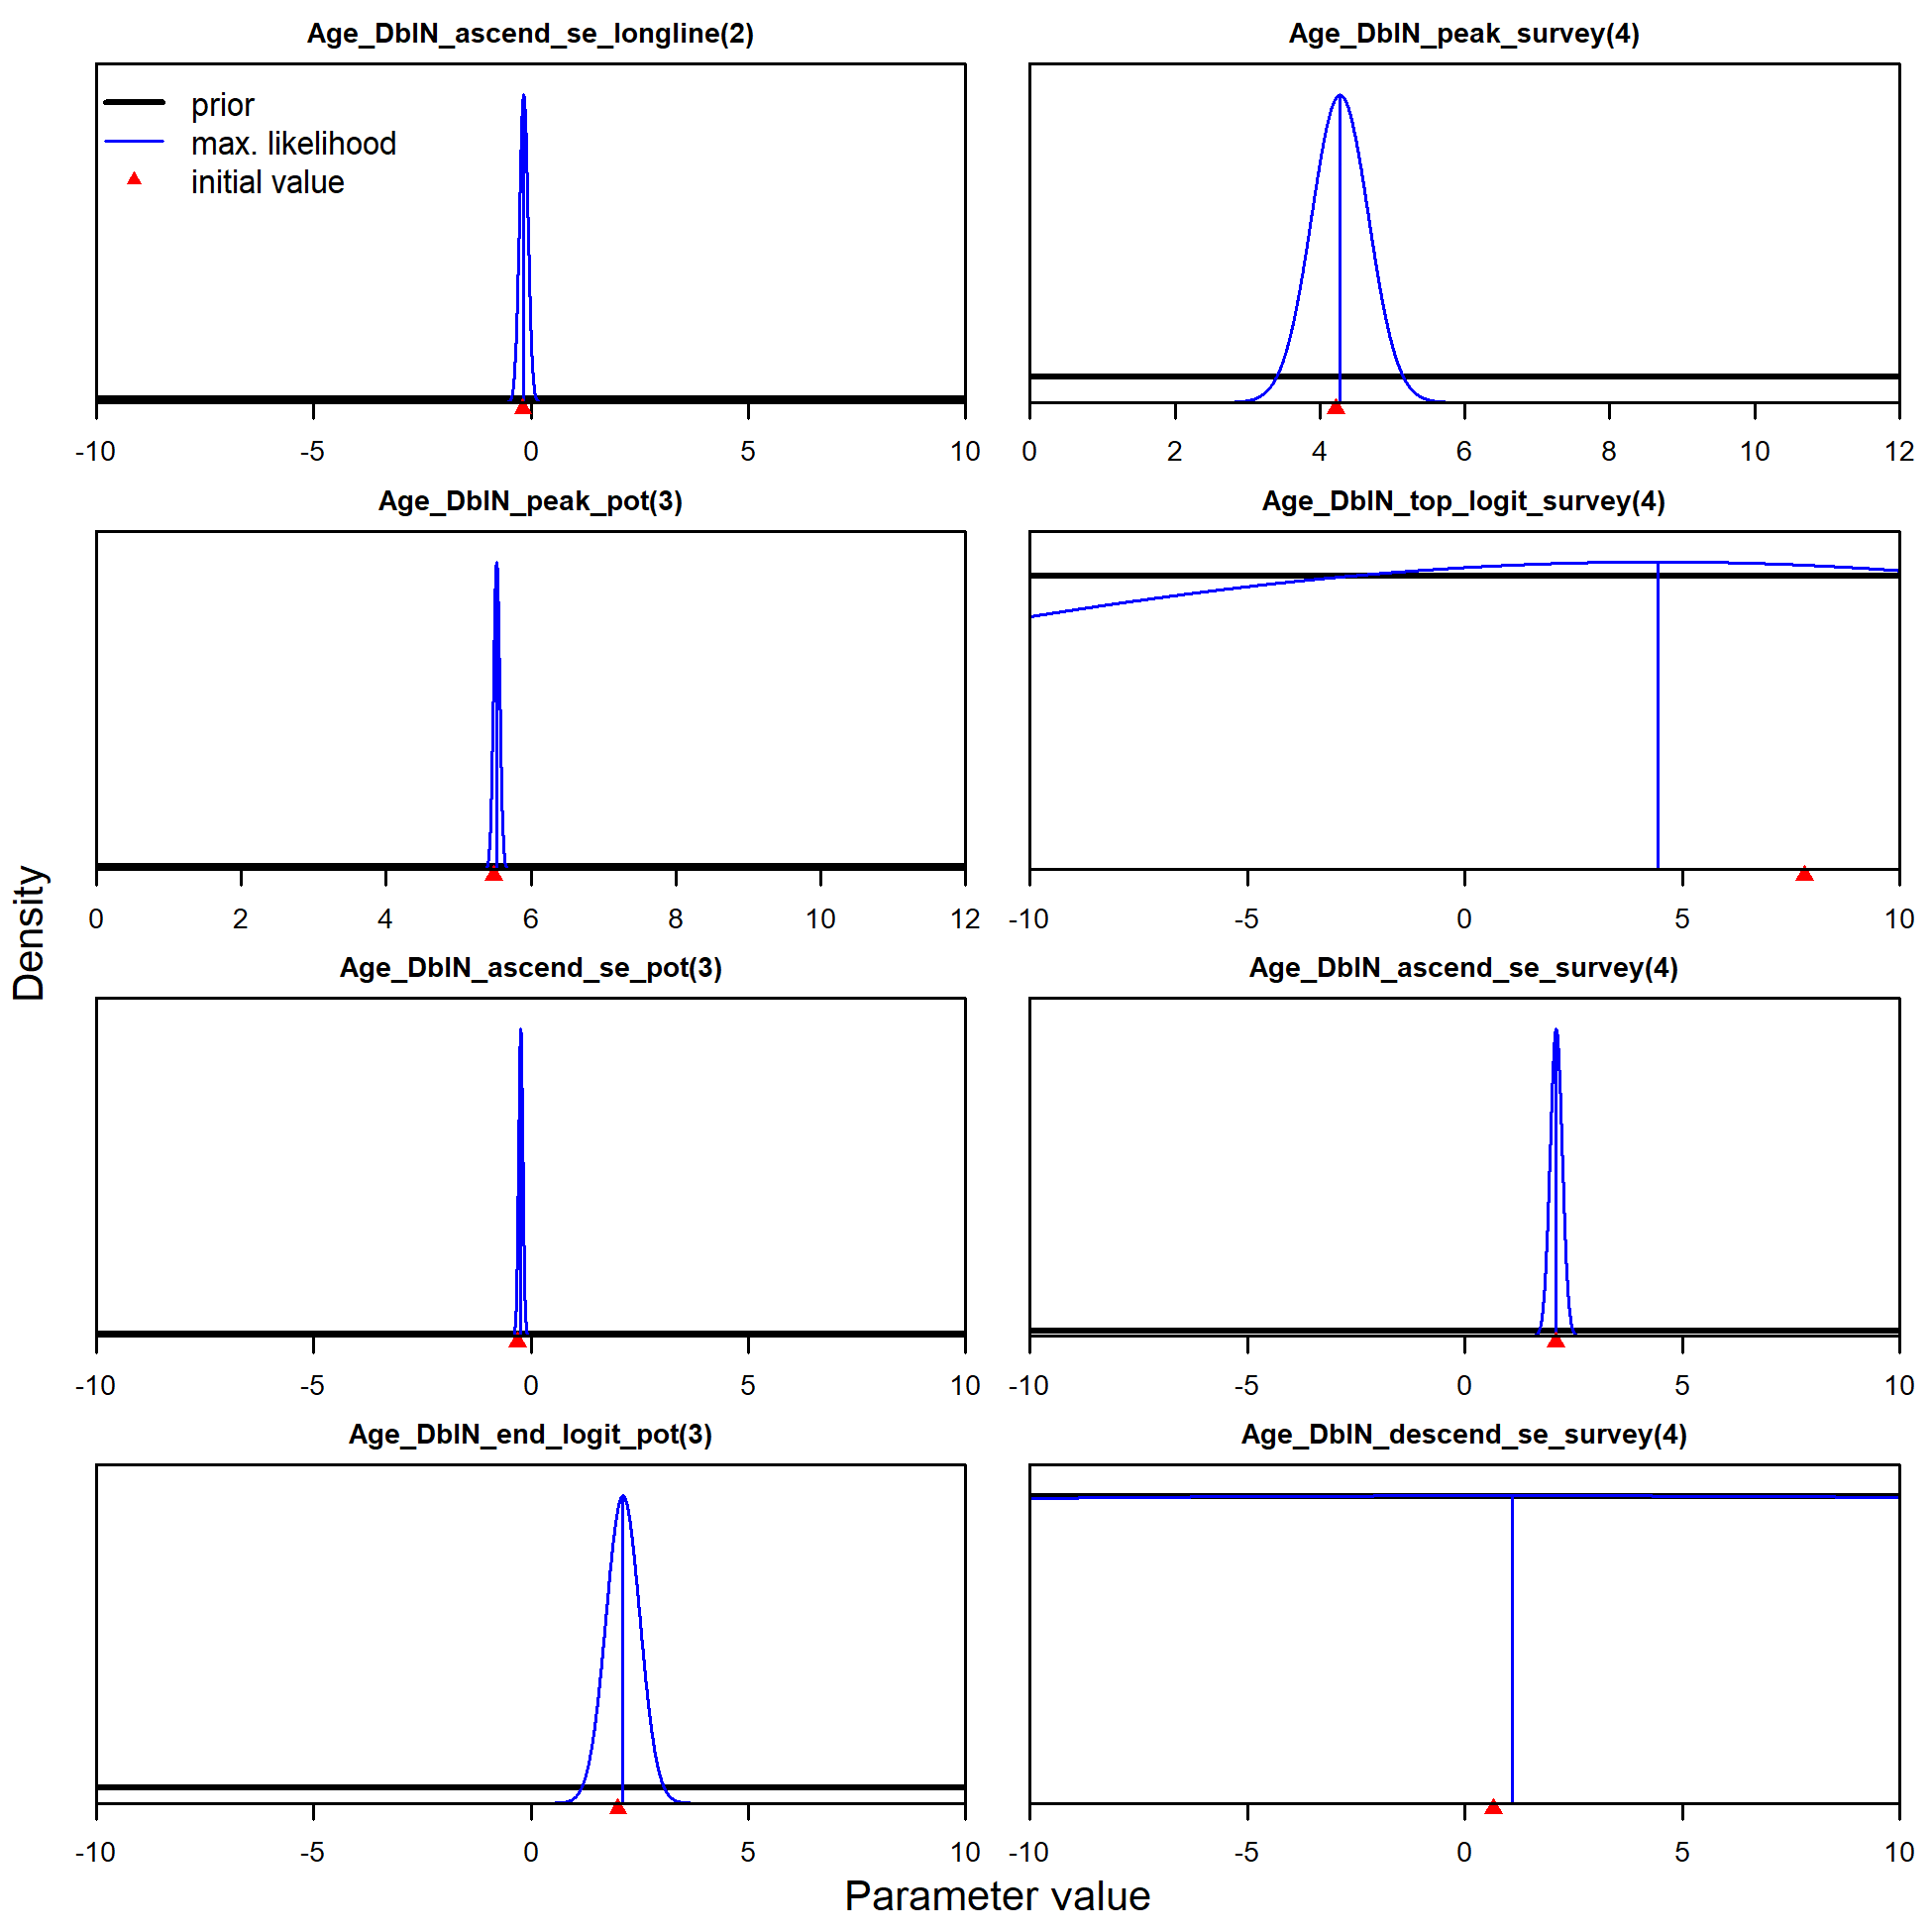 Age_DblN_ascend_se_longline(2)
prior
max. likelihood
initial value
-10 -5 0 5 10
Age_DblN_peak_survey(4)
0 2 4 6 8 10 12
Age_DblN_peak_pot(3)
0 2 4 6 8 10 12
Age_DblN_top_logit_survey(4)
-10 -5 0 5 10
Age_DblN_ascend_se_pot(3)
-10 -5 0 5 10
Age_DblN_ascend_se_survey(4)
-10 -5 0 5 10
Age_DblN_end_logit_pot(3)
-10 -5 0 5 10
Age_DblN_descend_se_survey(4)
-10 -5 0 5 10
Density
Parameter value